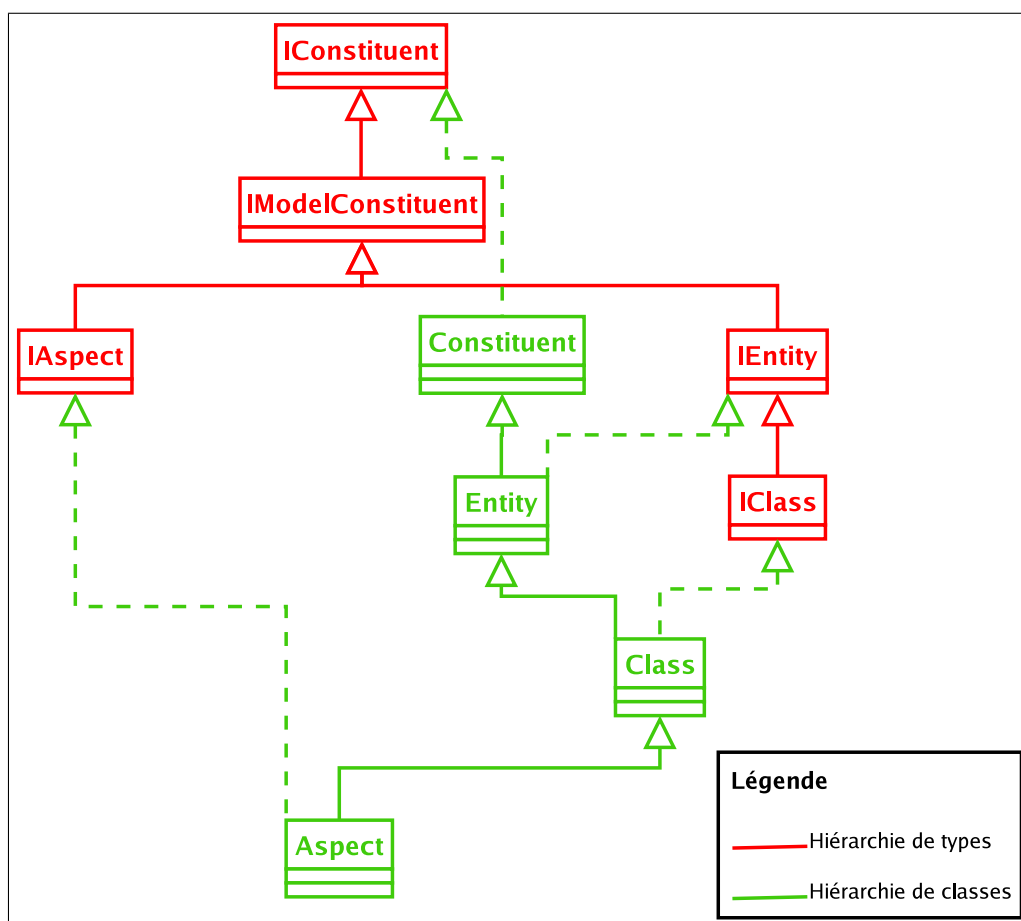 IConstituent
IModelConstituent
IAspect
Constituent
IEntity
Entity
IClass
Class
Aspect
Légende
Hiérarchie de types
Hiérarchie de classes